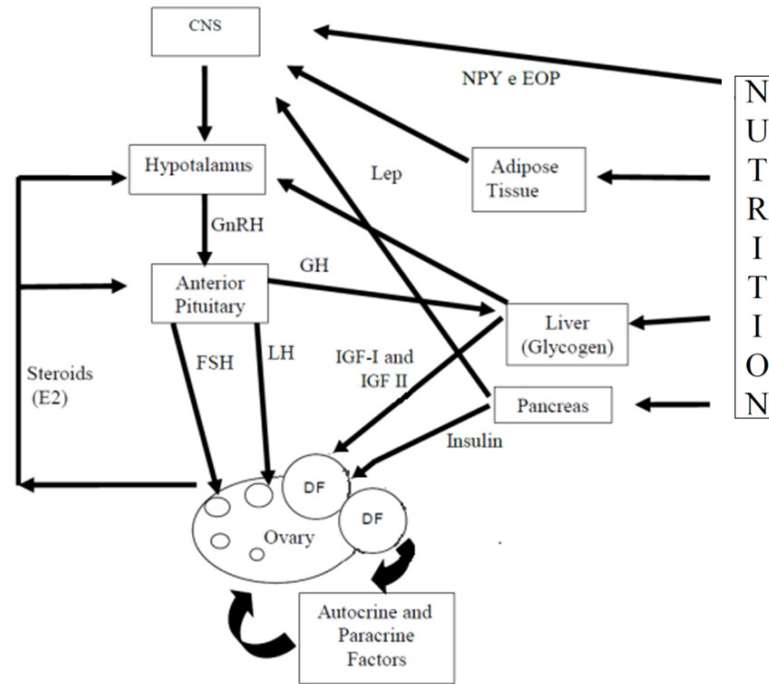 CNS
NPY e EOP
NUTRITION
Hypotalamus
Lep
Adipose
Tissue
GnRH
GH
Anterior
Pituitary
Liver
(Glycogen)
Steroids
(E2)
FSH
LH
IGF-I and
IGF II
Pancreas
Insulin
DF
DF
Ovary
Autocrine and
Paracrine
Factors